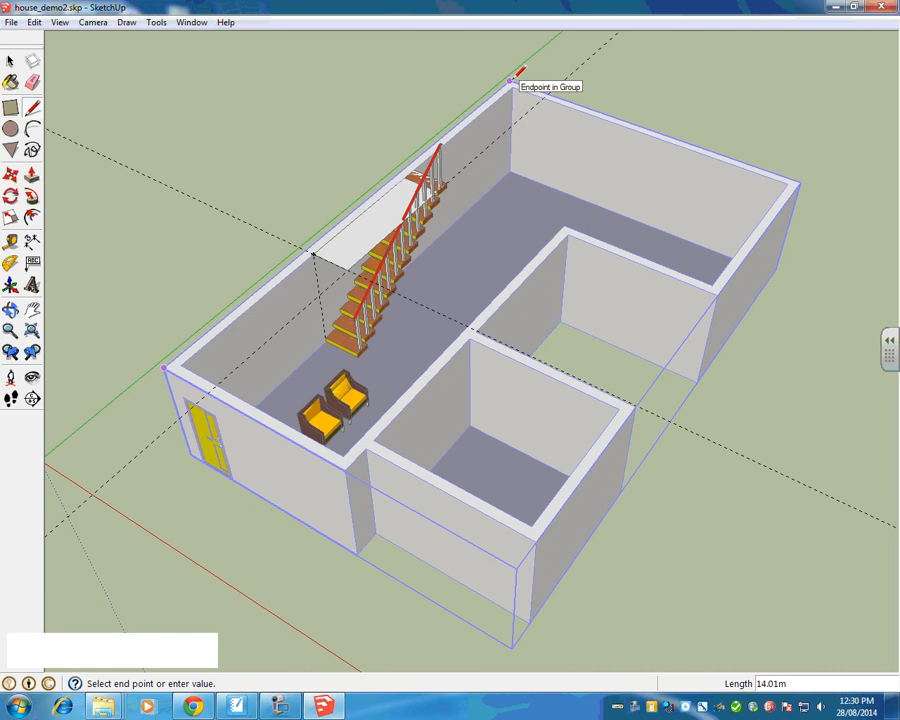 house_demo2.skp - SketchUp
File Edit View Camera Draw Tools Window Help
Endpoint in Group
Select end point or enter value.
Length 14.01m
12:30 PM
28/08/2014